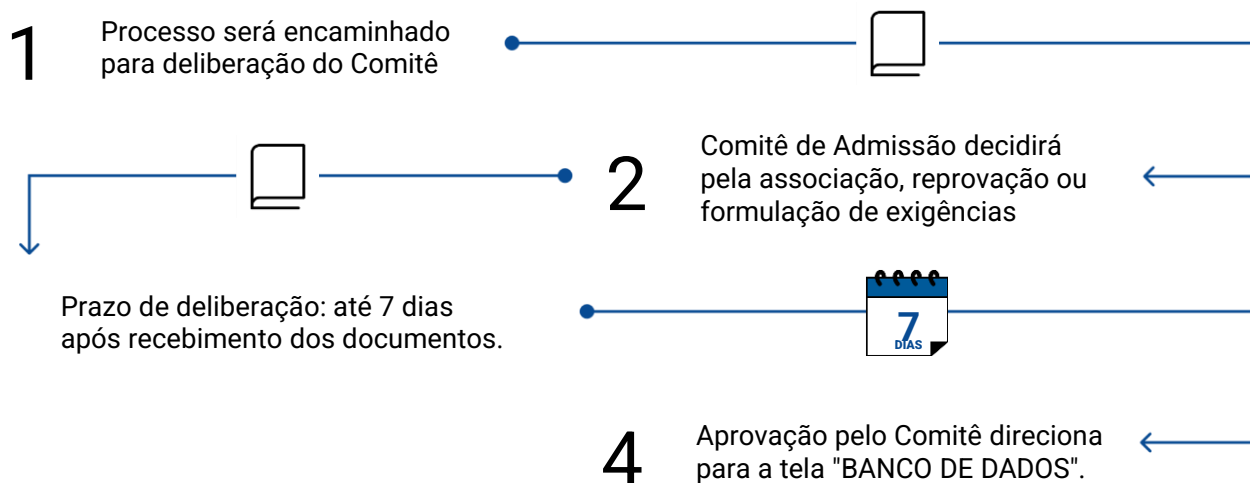 1
Processo será encaminhado
para deliberação do Comitê
2
Comitê de Admissão decidirá
pela associação, reprovação ou
formulação de exigências
Prazo de deliberação: até 7 dias
após recebimento dos documentos.
7
DIAS
4
Aprovação pelo Comitê direciona
para a tela "BANCO DE DADOS".